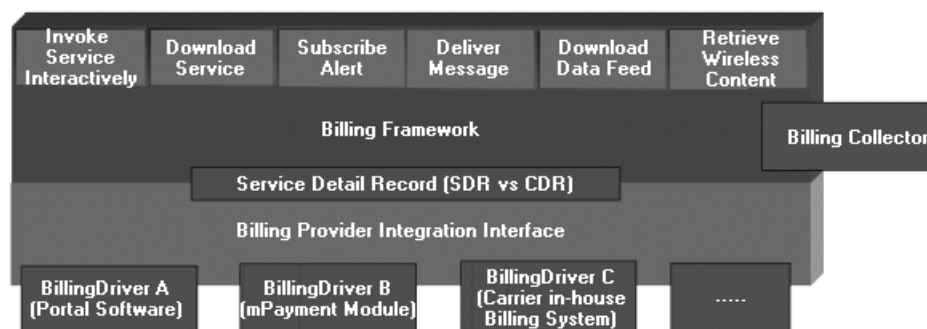 Invoke
Service
Interactively
Download
Service
Subscribe
Alert
Deliver
Message
Download
Data Feed
Retrieve
Wireless
Content
Billing Framework
Billing Collector
Service Detail Record (SDR vs CDR)
Billing Provider Integration Interface
BillingDriver A
(Portal Software)
BillingDriver B
(mPayment Module)
BillingDriver C
(Carrier in-house
Billing System)
-----